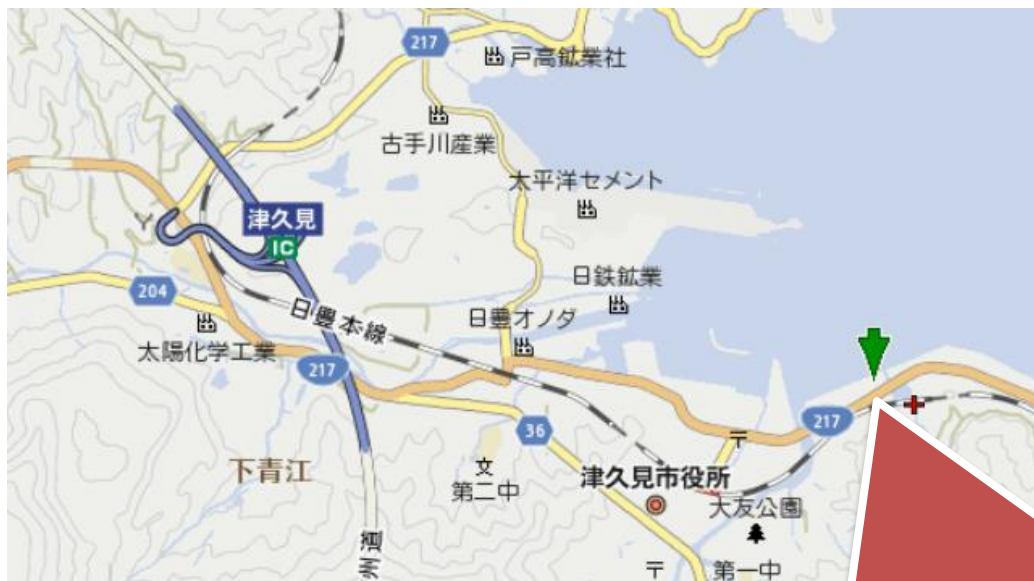 217
戸高鉱業社
古手川産業
太平洋セメント
津久見
IC
日鉄鉱業
204
日豊本線
日豊オノダ
太陽化学工業
217
217
36
下青江
文
第二中
津久見市役所
大友公園
州道
第一中